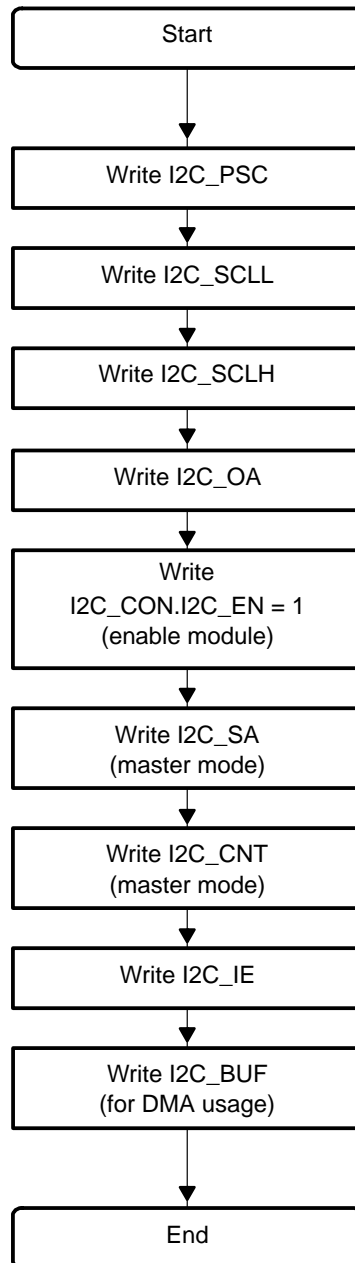 Start
Write I2C_PSC
Write I2C_SCLL
Write I2C_SCLH
Write I2C_OA
Write
I2C_CON.I2C_EN = 1
(enable module)
Write I2C_SA
(master mode)
Write I2C_CNT
(master mode)
Write I2C_IE
Write I2C_BUF
(for DMA usage)
End